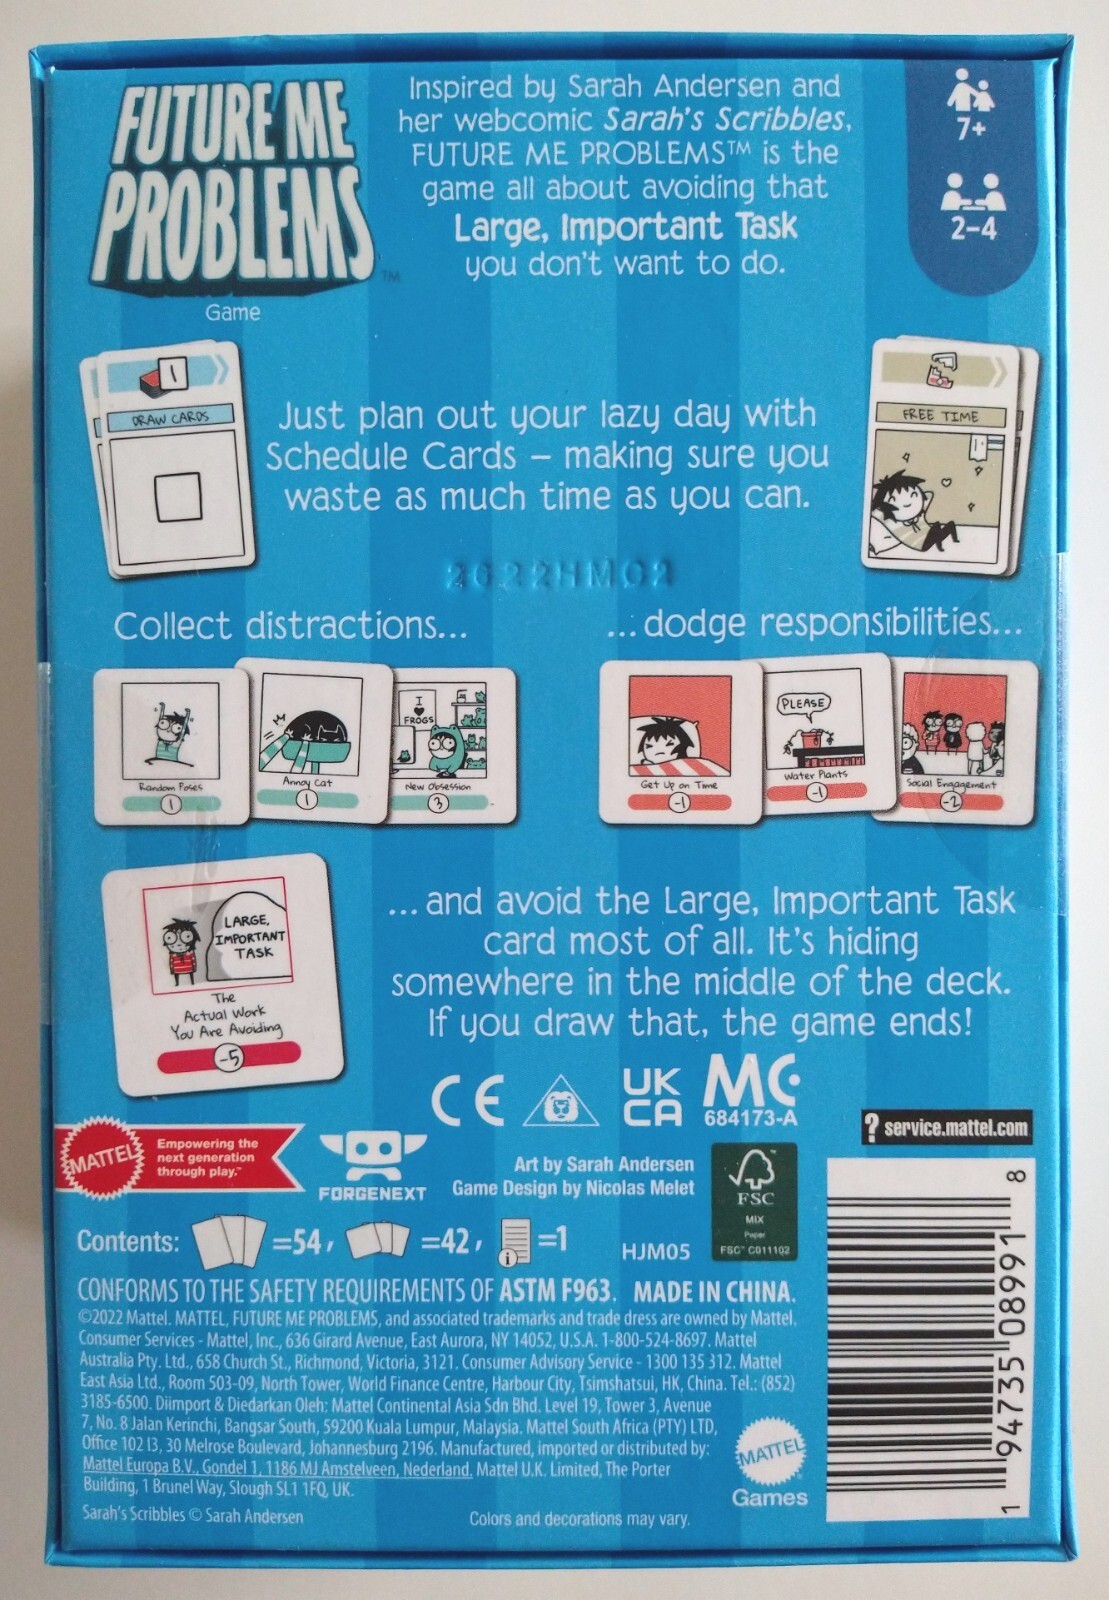 FUTURE ME
PROBLEMS™
Game
Inspired by Sarah Andersen and
her webcomic Sarah's Scribbles,
FUTURE ME PROBLEMS™ is the
game all about avoiding that
Large, Important Task
you don't want to do.
7+
2-4
1
DRAW CARDS
Just plan out your lazy day with
Schedule Cards – making sure you
waste as much time as you can.
FREE TIME
2622HMC2
Collect distractions...
...dodge responsibilities...
Random Poses
1
Annoy Cat
1
I
♥
FROGS
New Obsession
3
Get Up on Time
-1
PLEASE
Water Plants
-1
Social Engagement
-2
LARGE,
IMPORTANT
TASK
The
Actual Work
You Are Avoiding
-5
...and avoid the Large, Important Task
card most of all. It's hiding
somewhere in the middle of the deck.
If you draw that, the game ends!
CE
UK
CA
MC
684173-A
? service.mattel.com
MATTEL
Empowering the
next generation
through play.™
FORGENEXT
Art by Sarah Andersen
Game Design by Nicolas Melet
FSC
MIX
Paper
FSC™ C011102
Contents: =54, =42, =1
HJM05
CONFORMS TO THE SAFETY REQUIREMENTS OF ASTM F963. MADE IN CHINA.
©2022 Mattel. MATTEL, FUTURE ME PROBLEMS, and associated trademarks and trade dress are owned by Mattel.
Consumer Services - Mattel, Inc., 636 Girard Avenue, East Aurora, NY 14052, U.S.A. 1-800-524-8697. Mattel
Australia Pty. Ltd., 658 Church St., Richmond, Victoria, 3121. Consumer Advisory Service - 1300 135 312. Mattel
East Asia Ltd., Room 503-09, North Tower, World Finance Centre, Harbour City, Tsimshatsui, HK, China. Tel.: (852)
3185-6500. Diimport & Diedarkan Oleh: Mattel Continental Asia Sdn Bhd. Level 19, Tower 3, Avenue
7, No. 8 Jalan Kerinchi, Bangsar South, 59200 Kuala Lumpur, Malaysia. Mattel South Africa (PTY) LTD,
Office 102 I3, 30 Melrose Boulevard, Johannesburg 2196. Manufactured, imported or distributed by:
Mattel Europa B.V., Gondel 1, 1186 MJ Amstelveen, Nederland. Mattel U.K. Limited, The Porter
Building, 1 Brunel Way, Slough SL1 1FQ, UK.
Sarah's Scribbles © Sarah Andersen
Colors and decorations may vary.
MATTEL
Games
1 94735 08991 8